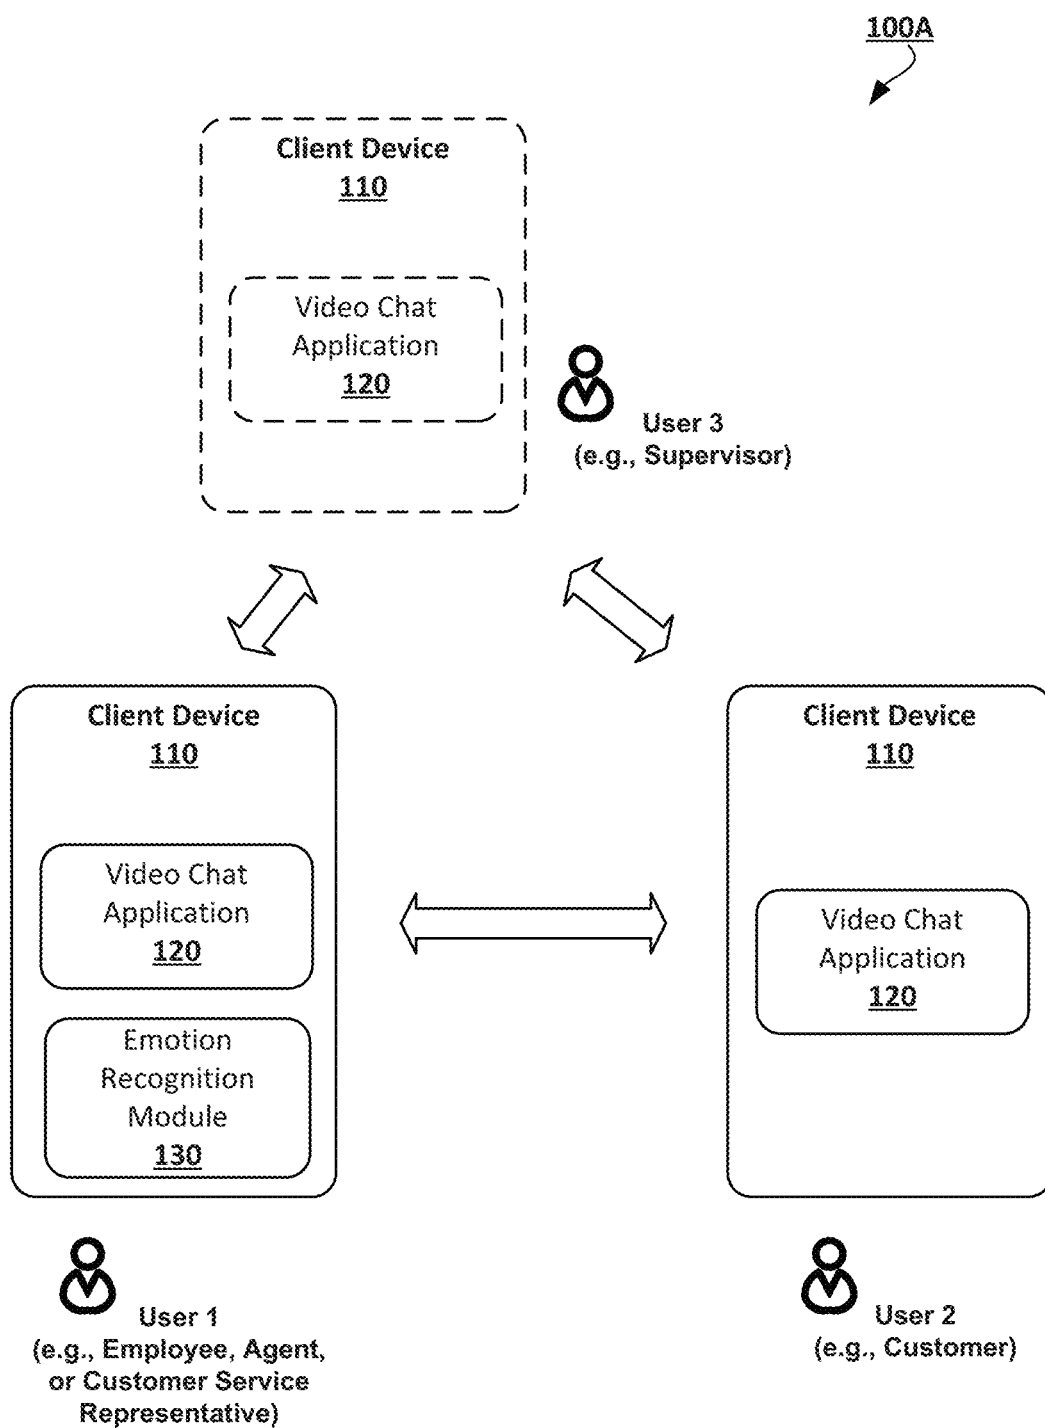 100A
Client Device
110
Video Chat
Application
120
User 3
(e.g., Supervisor)
Client Device
110
Video Chat
Application
120
Emotion
Recognition
Module
130
User 1
(e.g., Employee, Agent,
or Customer Service
Representative)
Client Device
110
Video Chat
Application
120
User 2
(e.g., Customer)